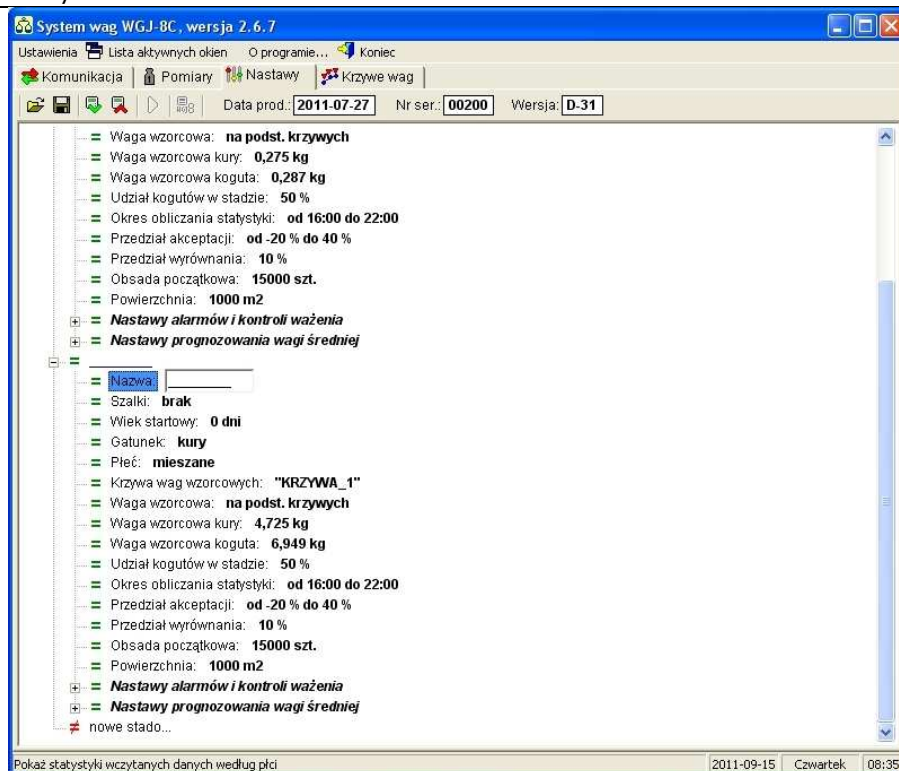 System wag WGJ-8C, wersja 2.6.7
Ustawienia Lista aktywnych okien O programie... Koniec
Komunikacja Pomiary Nastawy Krzywe wag
Data prod.: 2011-07-27 Nr ser.: 00200 Wersja: D-31
Waga wzorcowa: na podst. krzywych
Waga wzorcowa kury: 0,275 kg
Waga wzorcowa koguta: 0,287 kg
Udział kogutów w stadzie: 50 %
Okres obliczania statystyki: od 16:00 do 22:00
Przedział akceptacji: od -20 % do 40 %
Przedział wyrównania: 10 %
Obsada początkowa: 15000 szt.
Powierzchnia: 1000 m2
Nastawy alarmów i kontroli ważenia
Nastawy prognozowania wagi średniej
________
Nazwa: ________
Szalki: brak
Wiek startowy: 0 dni
Gatunek: kury
Płeć: mieszane
Krzywa wag wzorcowych: "KRZYWA_1"
Waga wzorcowa: na podst. krzywych
Waga wzorcowa kury: 4,725 kg
Waga wzorcowa koguta: 6,949 kg
Udział kogutów w stadzie: 50 %
Okres obliczania statystyki: od 16:00 do 22:00
Przedział akceptacji: od -20 % do 40 %
Przedział wyrównania: 10 %
Obsada początkowa: 15000 szt.
Powierzchnia: 1000 m2
Nastawy alarmów i kontroli ważenia
Nastawy prognozowania wagi średniej
nowe stado...
Pokaż statystyki wczytanych danych według płci 2011-09-15 Czwartek 08:35